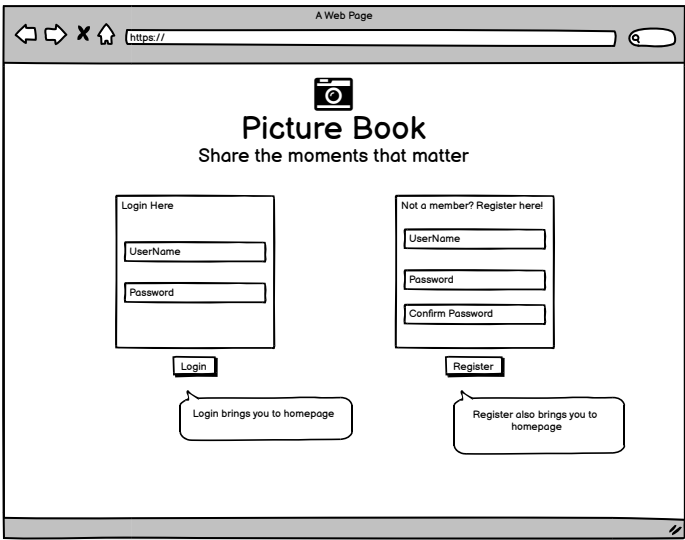 A Web Page
https://
Picture Book
Share the moments that matter
Login Here
UserName
Password
Login
Login brings you to homepage
Not a member? Register here!
UserName
Password
Confirm Password
Register
Register also brings you to
homepage